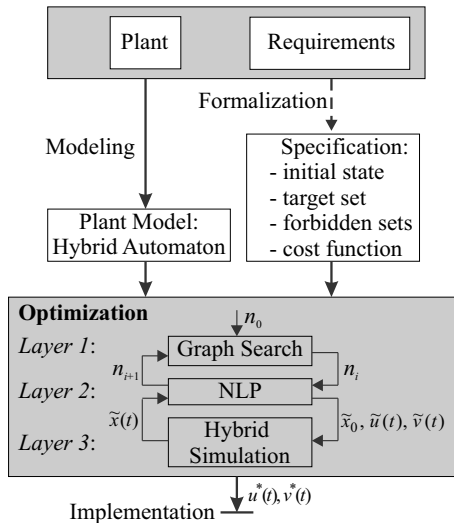 Plant
Requirements
Formalization
Modeling
Specification:
- initial state
- target set
- forbidden sets
- cost function
Plant Model:
Hybrid Automaton
Optimization
n₀
Layer 1:
Graph Search
nᵢ₊₁
nᵢ
Layer 2:
NLP
x̃(t)
x̃₀, ũ(t), ṽ(t)
Layer 3:
Hybrid
Simulation
u*(t), v*(t)
Implementation